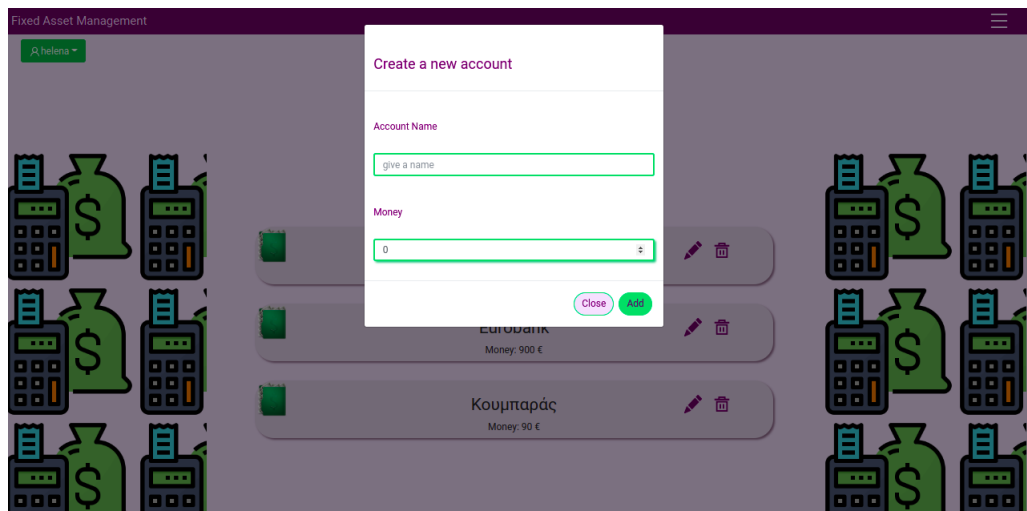 Fixed Asset Management
helena
Create a new account
Account Name
give a name
Money
0
Close Add
Eurobank
Money: 900 €
Κουμπαράς
Money: 90 €